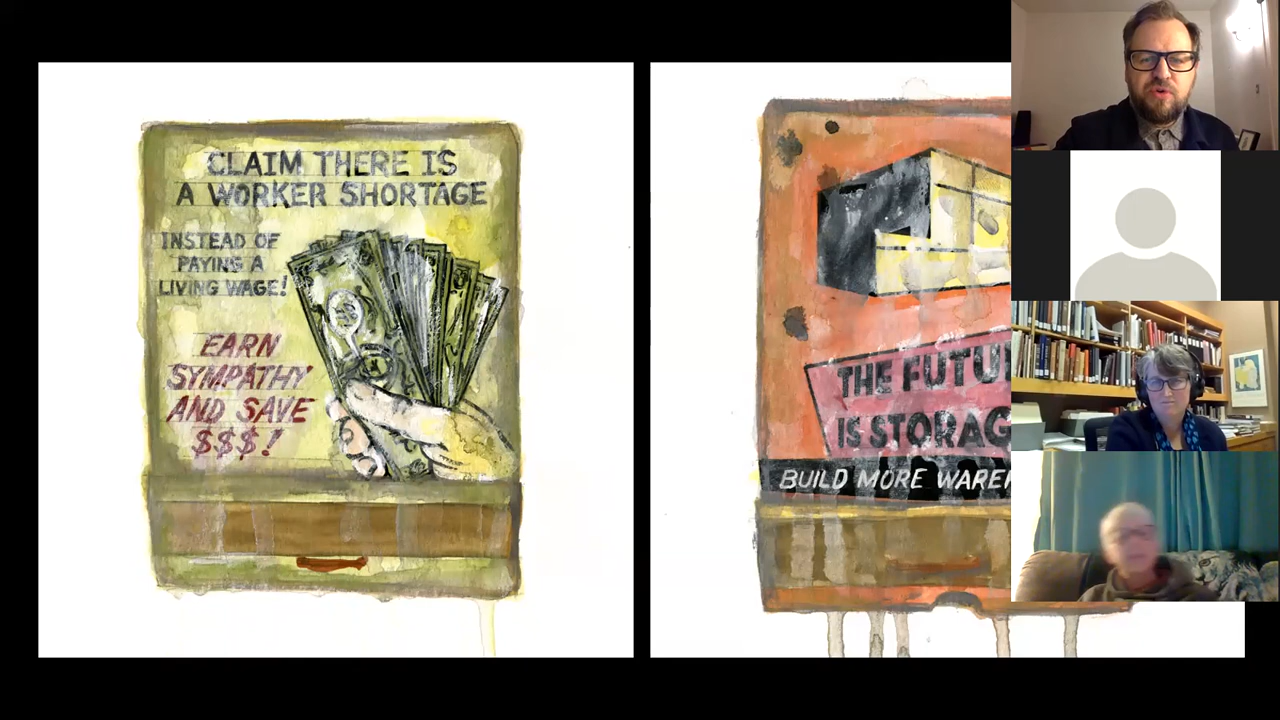 CLAIM THERE IS
A WORKER SHORTAGE
INSTEAD OF
PAYING A
LIVING WAGE!
EARN
SYMPATHY
AND SAVE
$$$!
THE FUTU
IS STORAG
BUILD MORE WARE